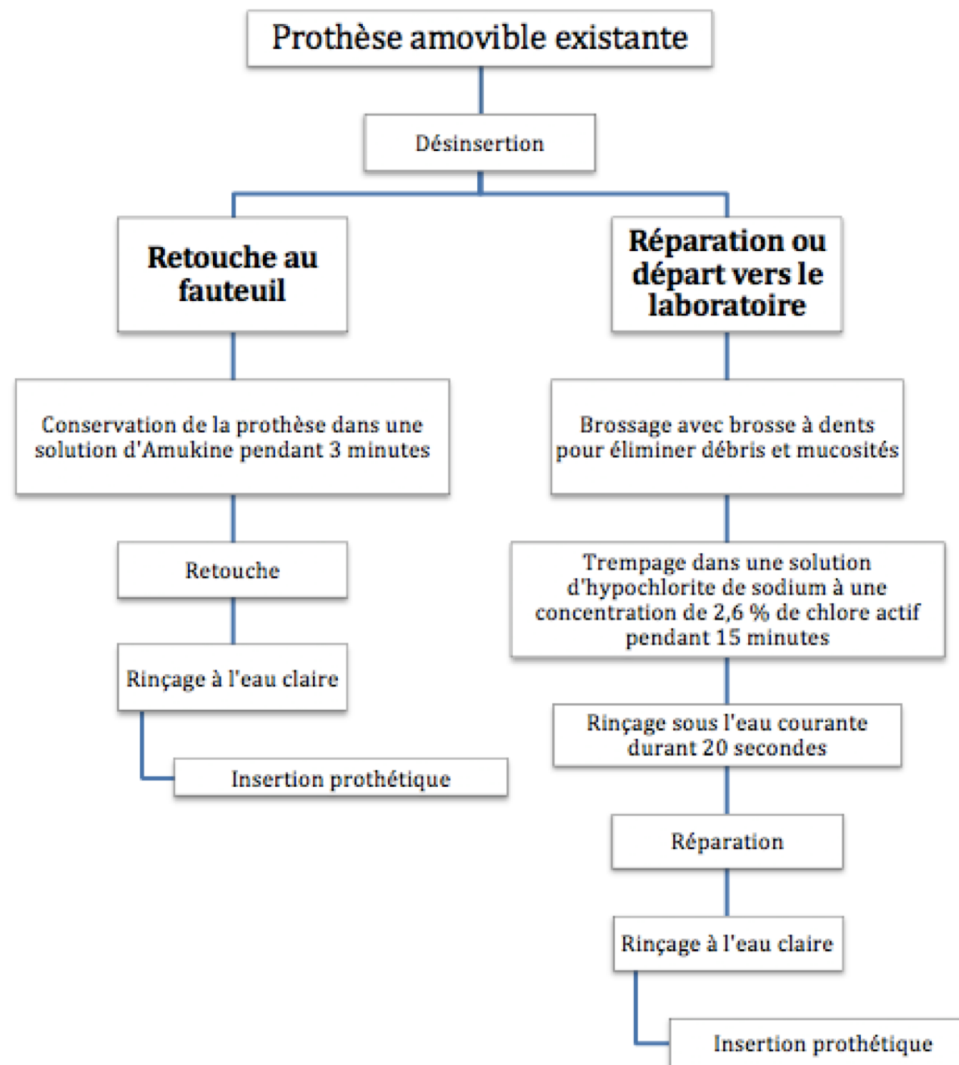 Prothèse amovible existante
Désinsertion
Retouche au
fauteuil
Conservation de la prothèse dans une
solution d'Amukine pendant 3 minutes
Retouche
Rinçage à l'eau claire
Insertion prothétique
Réparation ou
départ vers le
laboratoire
Brossage avec brosse à dents
pour éliminer débris et mucosités
Trempage dans une solution
d'hypochlorite de sodium à une
concentration de 2,6 % de chlore actif
pendant 15 minutes
Rinçage sous l'eau courante
durant 20 secondes
Réparation
Rinçage à l'eau claire
Insertion prothétique